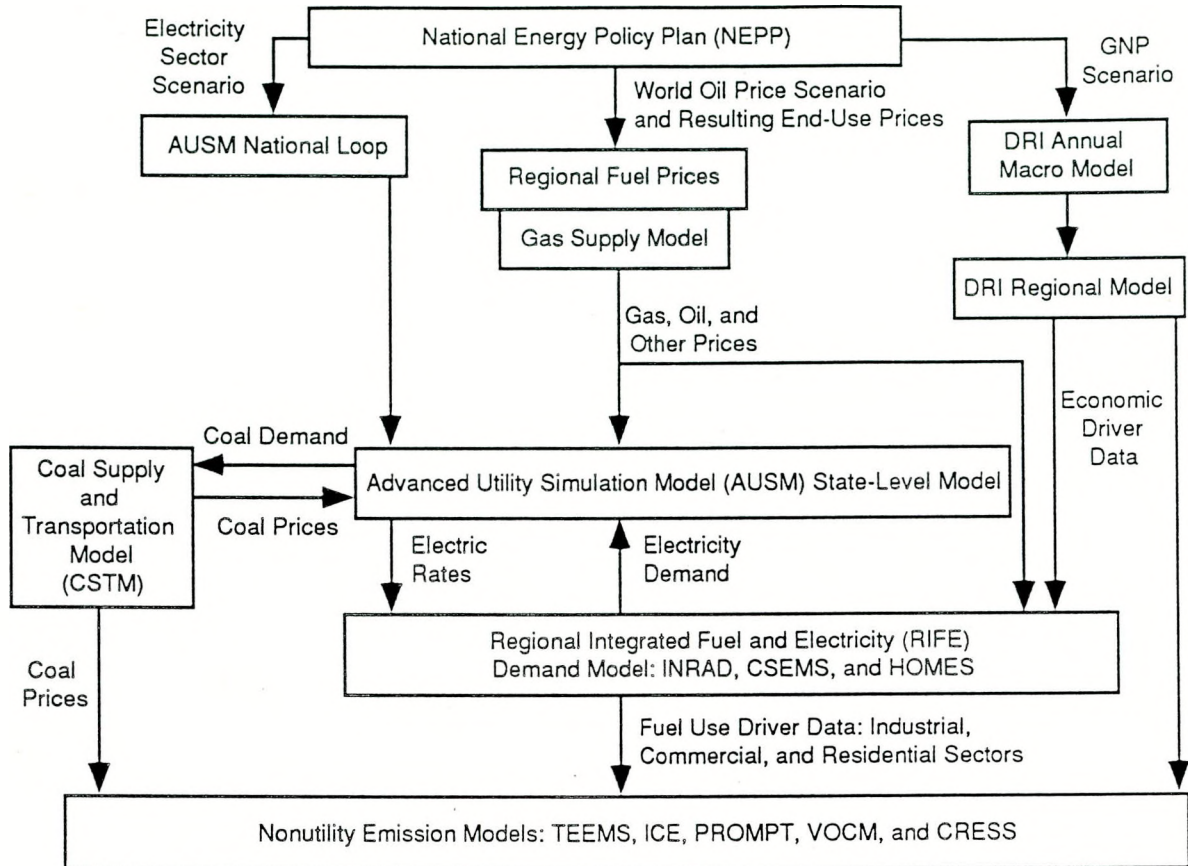 Electricity
Sector
Scenario
National Energy Policy Plan (NEPP)
GNP
Scenario
World Oil Price Scenario
and Resulting End-Use Prices
AUSM National Loop
DRI Annual
Macro Model
Regional Fuel Prices
Gas Supply Model
DRI Regional Model
Gas, Oil, and
Other Prices
Economic
Driver
Data
Coal Demand
Coal Supply
and
Transportation
Model
(CSTM)
Advanced Utility Simulation Model (AUSM) State-Level Model
Coal Prices
Electric
Rates
Electricity
Demand
Regional Integrated Fuel and Electricity (RIFE)
Demand Model: INRAD, CSEMS, and HOMES
Coal
Prices
Fuel Use Driver Data: Industrial,
Commercial, and Residential Sectors
Nonutility Emission Models: TEEMS, ICE, PROMPT, VOCM, and CRESS